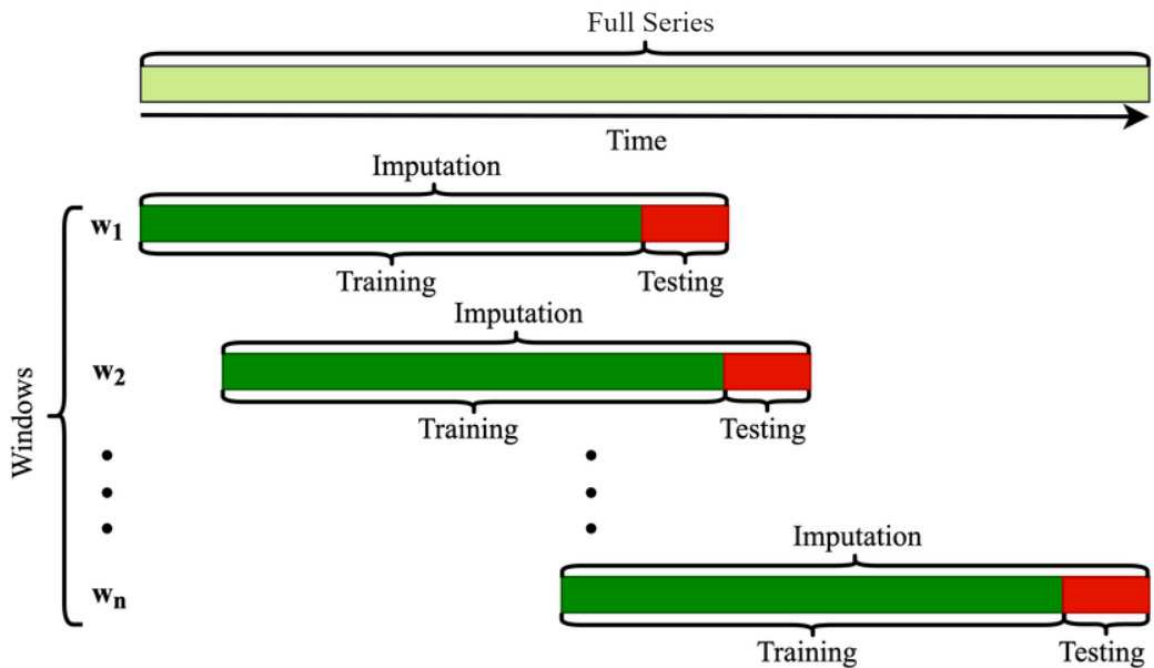 Full Series
Time
Imputation
w1
Training
Testing
Imputation
w2
Training
Testing
Windows
Imputation
wn
Training
Testing